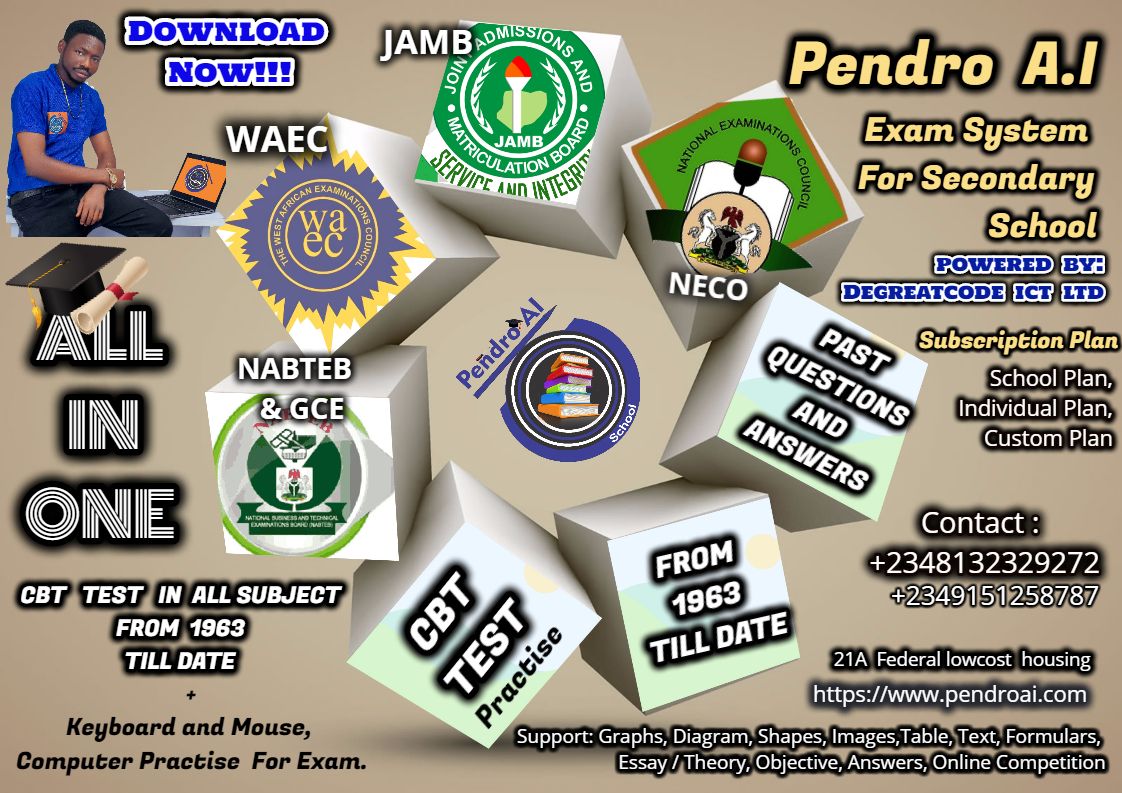 DOWNLOAD
NOW!!!
JAMB
JOINT ADMISSIONS AND
MATRICULATION BOARD
JAMB
SERVICE AND INTEGRITY
WAEC
THE WEST AFRICAN EXAMINATIONS COUNCIL
wa
ec
NATIONAL EXAMINATIONS COUNCIL
NECO
Pendro A.I
Exam System
For Secondary
School
POWERED BY:
DEGREATCODE ICT LTD
Subscription Plan
School Plan,
Individual Plan,
Custom Plan
ALL
IN
ONE
NABTEB
& GCE
NATIONAL BUSINESS AND TECHNICAL
EXAMINATIONS BOARD (NABTEB)
Pendro AI
School
PAST
QUESTIONS
AND
ANSWERS
CBT
TEST
Practise
FROM
1963
TILL DATE
CBT TEST IN ALL SUBJECT
FROM 1963
TILL DATE
+
Keyboard and Mouse,
Computer Practise For Exam.
Contact :
+2348132329272
+2349151258787
21A Federal lowcost housing
https://www.pendroai.com
Support: Graphs, Diagram, Shapes, Images,Table, Text, Formulars,
Essay / Theory, Objective, Answers, Online Competition